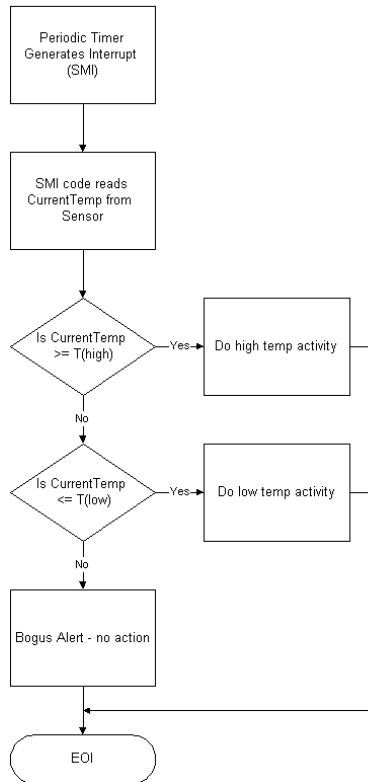 Periodic Timer
Generates Interrupt
(SMI)
SMI code reads
CurrentTemp from
Sensor
Is CurrentTemp
>= T(high)
Yes
Do high temp activity
No
Is CurrentTemp
<= T(low)
Yes
Do low temp activity
No
Bogus Alert - no action
EOI